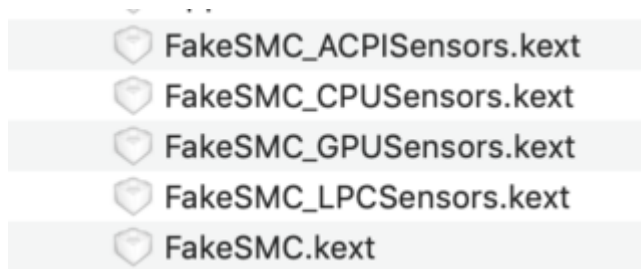 FakeSMC_ACPISensors.kext
FakeSMC_CPUSensors.kext
FakeSMC_GPUSensors.kext
FakeSMC_LPCSensors.kext
FakeSMC.kext